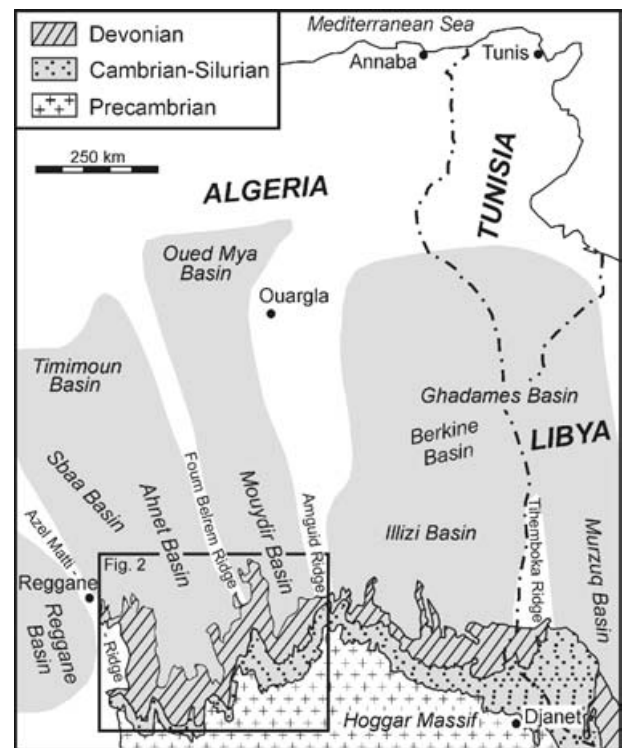 Devonian
Cambrian-Silurian
Precambrian
Mediterranean Sea
Annaba
Tunis
250 km
ALGERIA
TUNISIA
Oued Mya
Basin
Ouargla
Timimoun
Basin
Ghadames Basin
Berkine
Basin
LIBYA
Sbaa Basin
Ahnet Basin
Foum Belrem Ridge
Mouydir Basin
Amguid Ridge
Illizi Basin
Tihemboka Ridge
Murzuq Basin
Azel Matti -
Ridge
Fig. 2
Reggane
Reggane
Basin
Hoggar Massif
Djanet